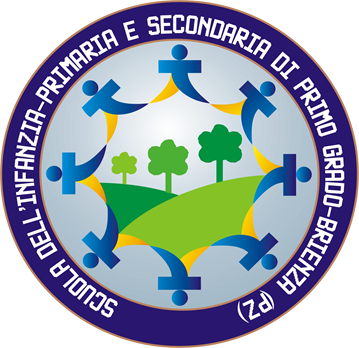 SCUOLA DELL'INFANZIA-PRIMARIA E SECONDARIA DI PRIMO GRADO-BRIENZA (PZ)